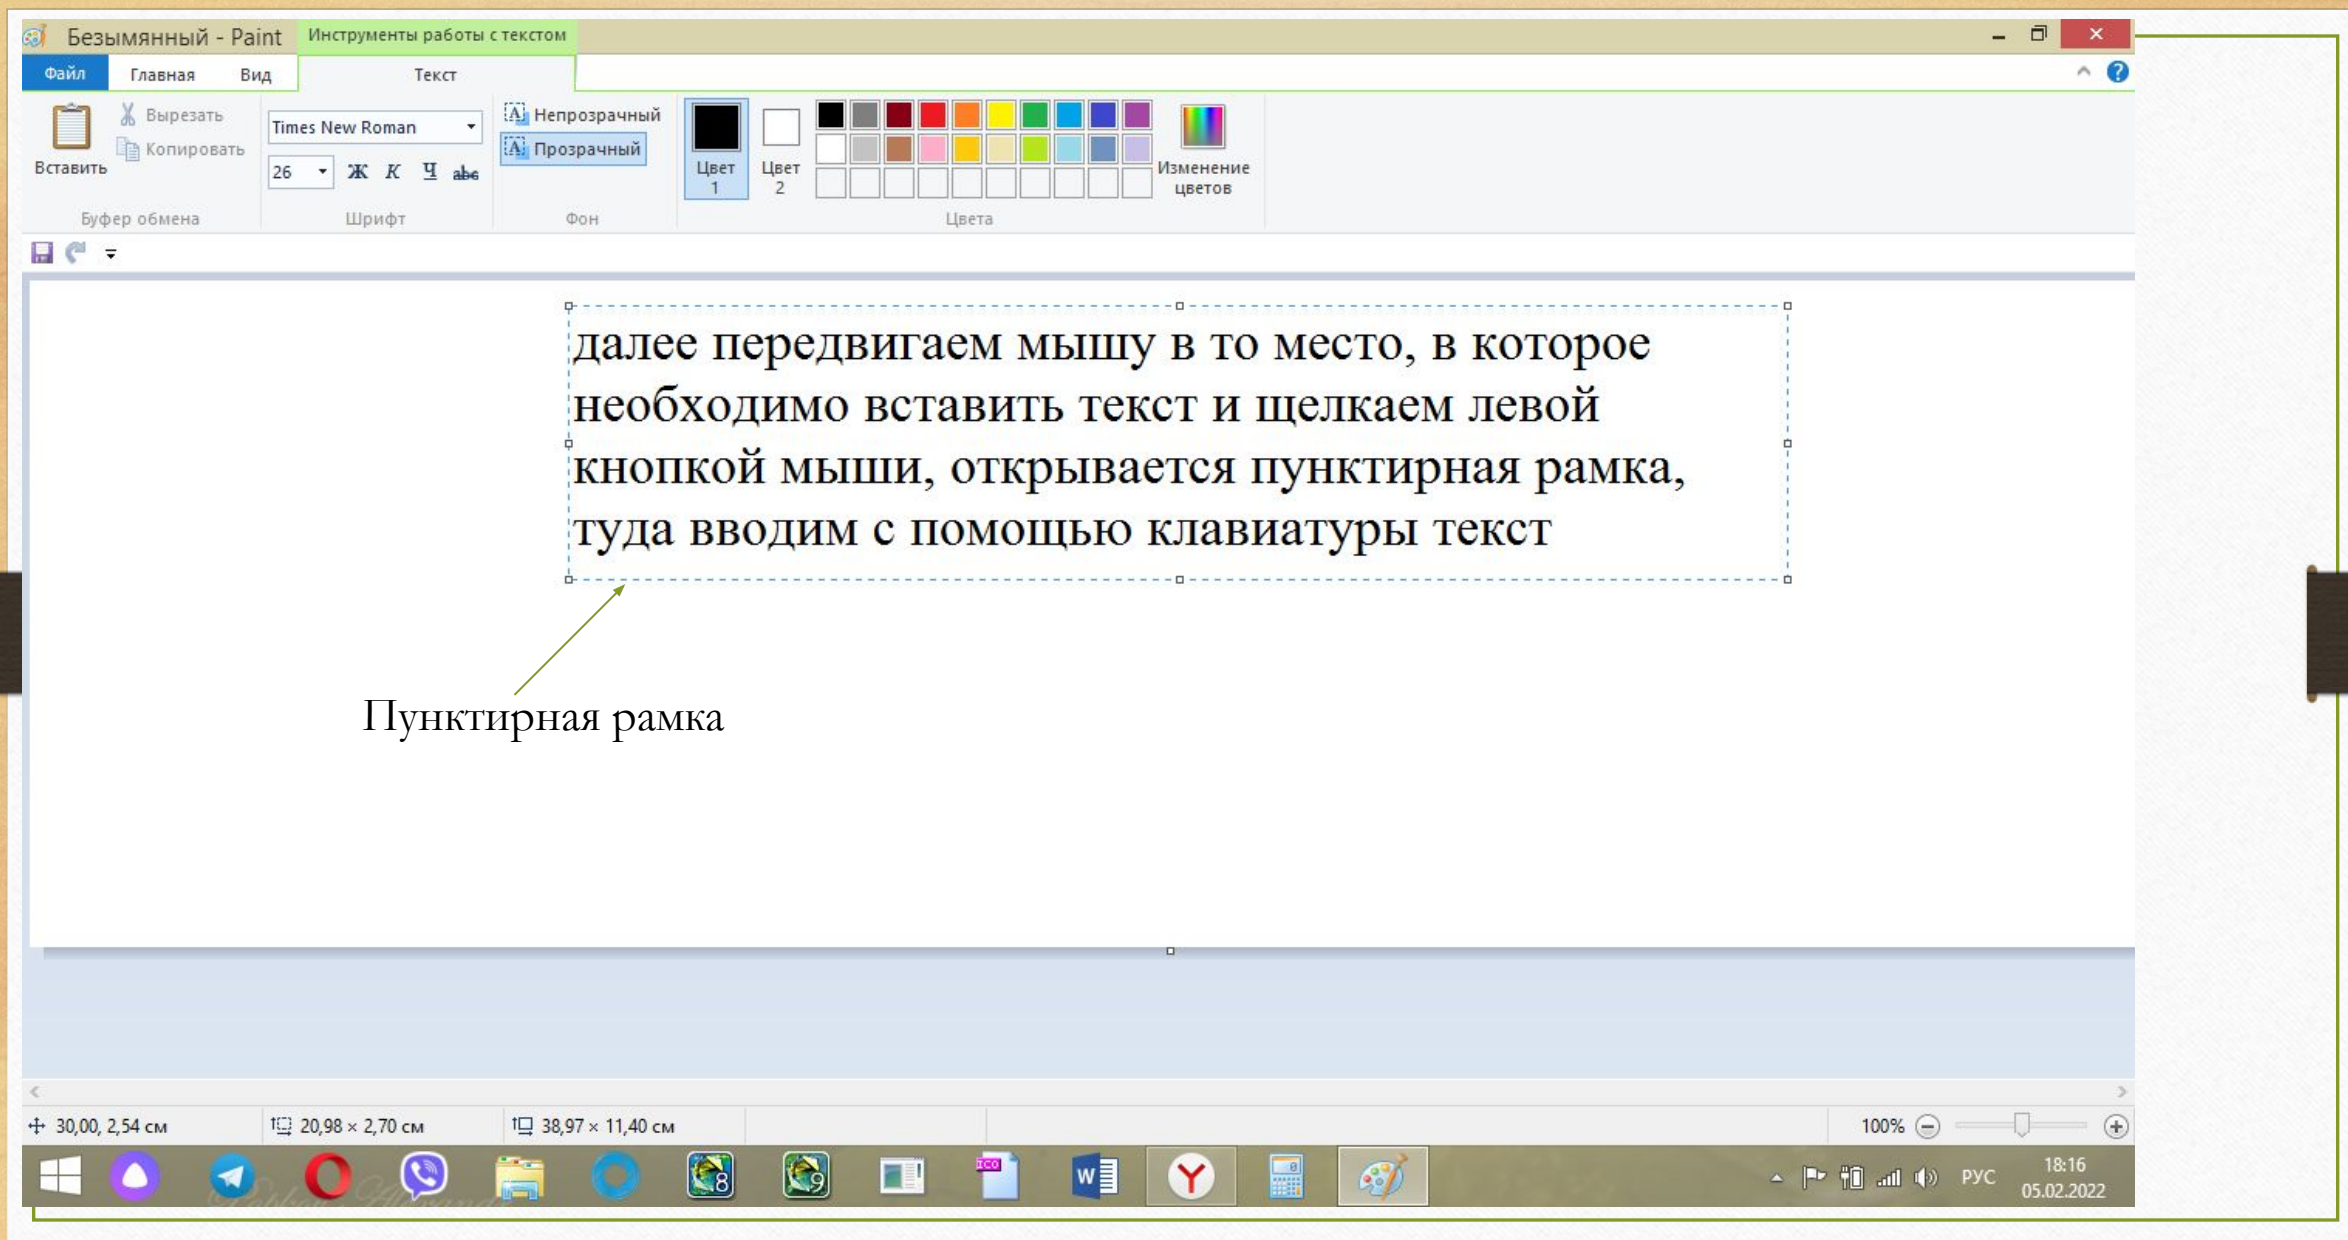 Безымянный - Paint
Инструменты работы с текстом
Файл
Главная
Вид
Текст
Вставить
Вырезать
Копировать
Буфер обмена
Times New Roman
26
Ж К Ч abc
Шрифт
Непрозрачный
Прозрачный
Фон
Цвет
1
Цвет
2
Изменение
цветов
Цвета
далее передвигаем мышу в то место, в которое
необходимо вставить текст и щелкаем левой
кнопкой мыши, открывается пунктирная рамка,
туда вводим с помощью клавиатуры текст
Пунктирная рамка
30,00, 2,54 см
20,98 × 2,70 см
38,97 × 11,40 см
100%
8
9
ICO
W
Y
РУС
18:16
05.02.2022